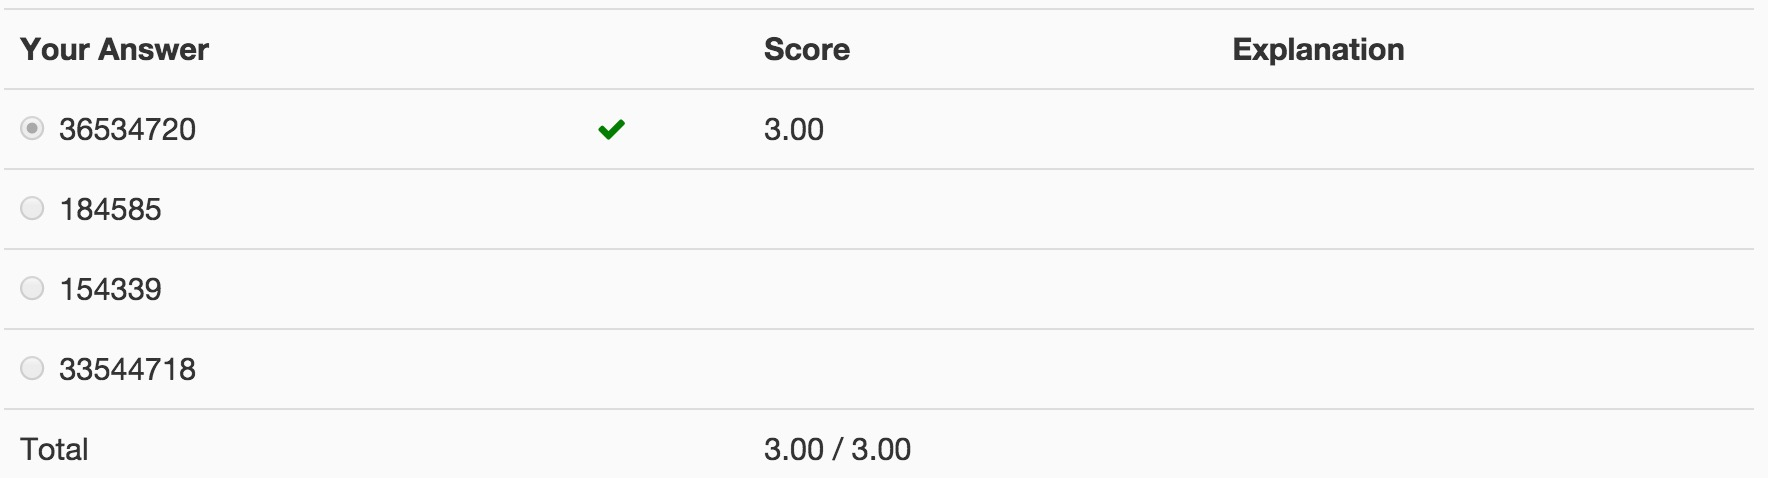 Your Answer Score Explanation
36534720 3.00
184585
154339
33544718
Total 3.00 / 3.00